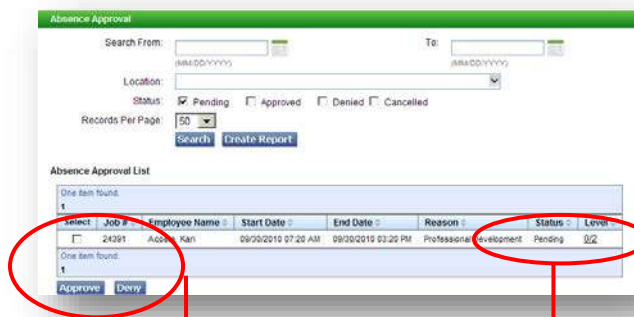 Absence Approval
Search From: To:
(MM/DD/YYYY) (MM/DD/YYYY)
Location:
Status: Pending Approved Denied Cancelled
Records Per Page: 50
Search Create Report
Absence Approval List
One item found.
1
Select Job # Employee Name Start Date End Date Reason Status Level
24391 Access, Kari 09/30/2010 07:20 AM 09/30/2010 03:20 PM Professional Development Pending 0/2
One item found.
1
Approve Deny